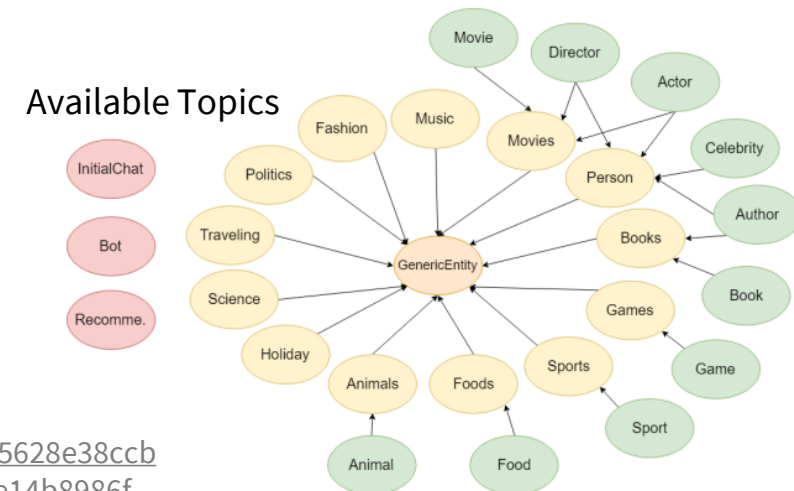 Available Topics
InitialChat
Bot
Recomme.
Movie
Director
Actor
Fashion
Music
Movies
Celebrity
Politics
Person
Author
Traveling
Books
GenericEntity
Book
Science
Games
Holiday
Animals
Foods
Sports
Game
Sport
Animal
Food
5628e38ccb